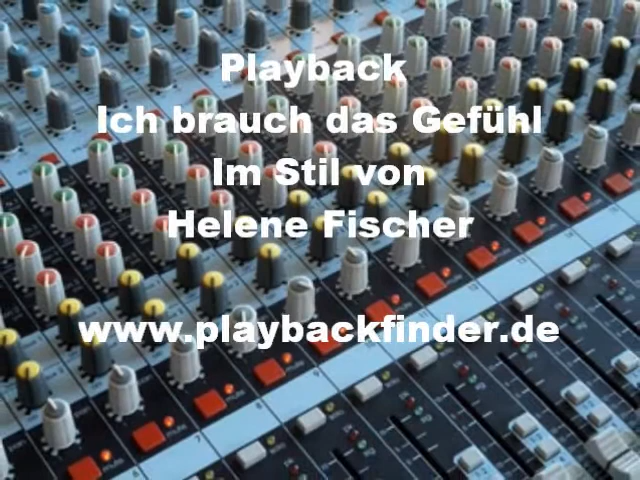 Playback
Ich brauch das Gefühl
Im Stil von
Helene Fischer
www.playbackfinder.de